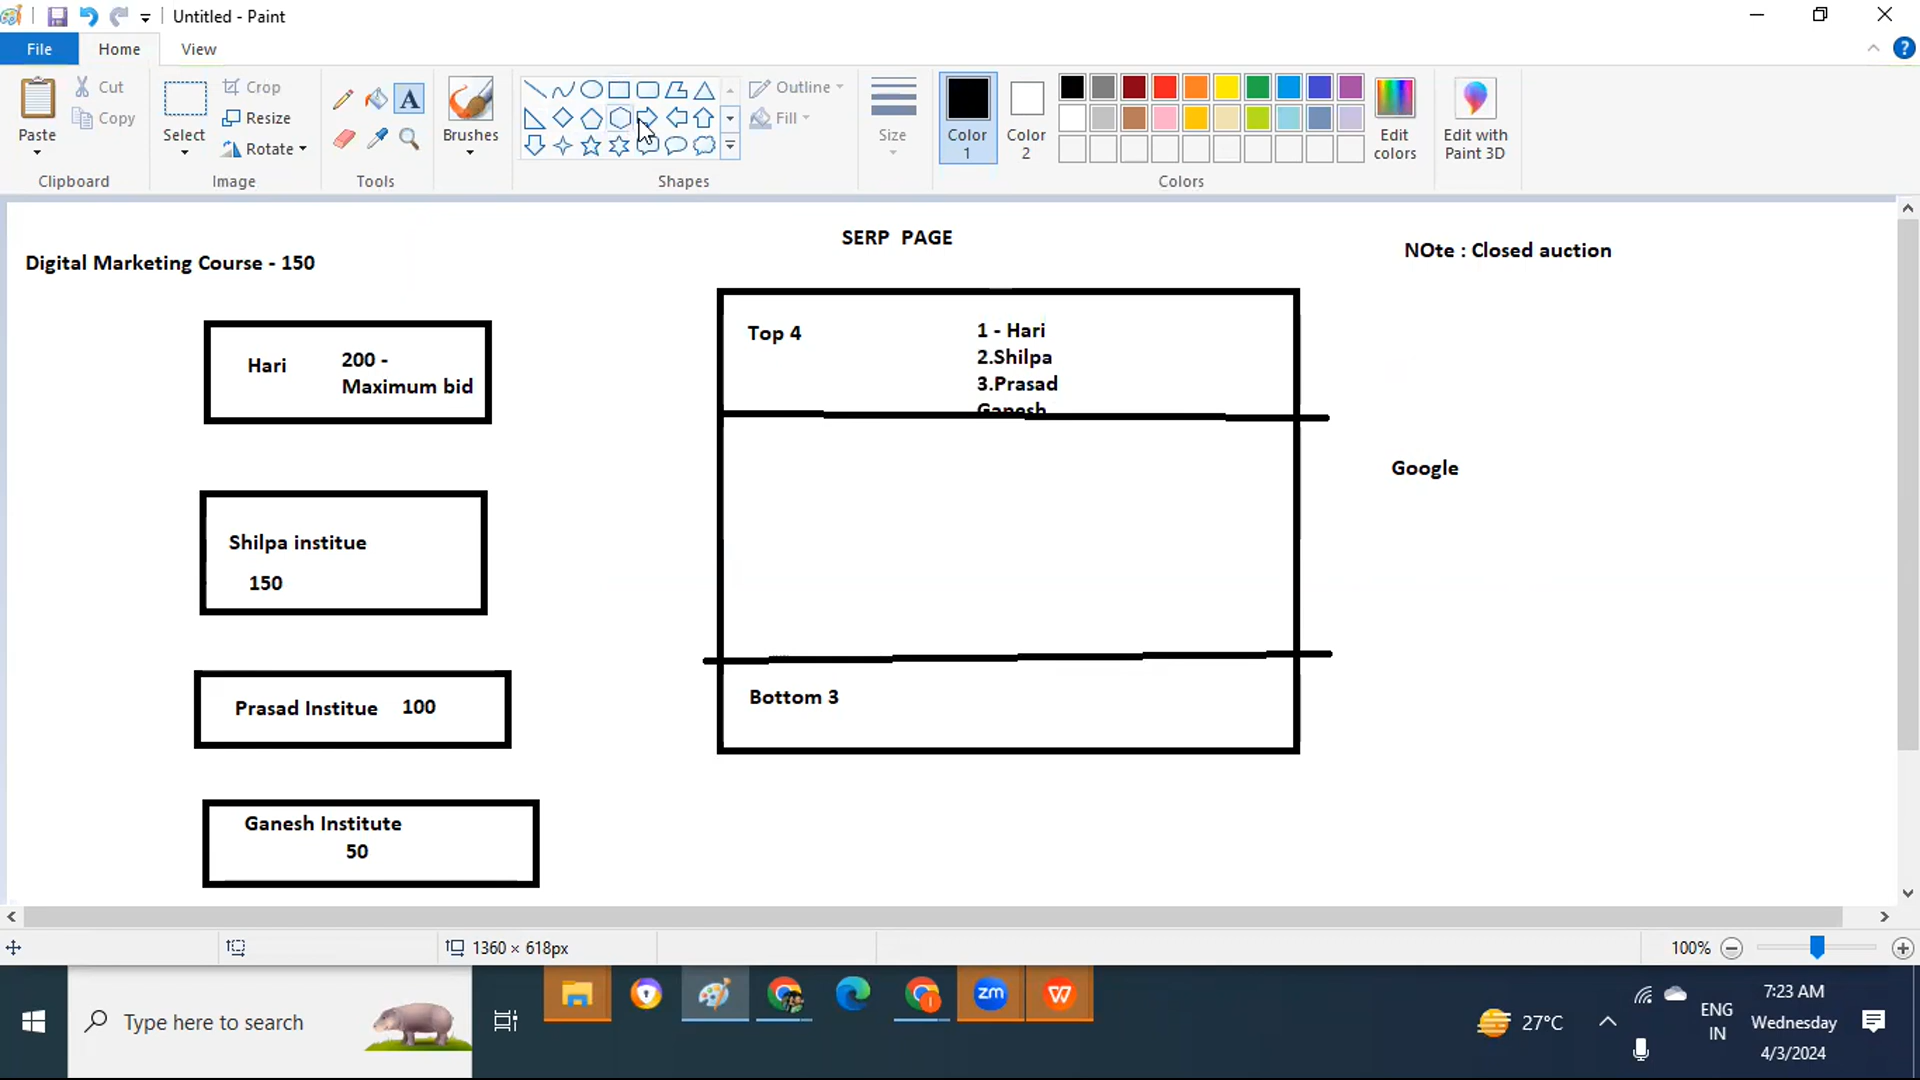 Untitled - Paint
File
Home
View
Paste
Cut
Copy
Clipboard
Select
Crop
Resize
Rotate
Image
A
Tools
Brushes
Shapes
Outline
Fill
Size
Color
1
Color
2
Edit
colors
Edit with
Paint 3D
Colors
SERP PAGE
NOte : Closed auction
Digital Marketing Course - 150
Hari
200 -
Maximum bid
Top 4
1 - Hari
2.Shilpa
3.Prasad
Ganesh
Google
Shilpa institue
150
Prasad Institue
100
Bottom 3
Ganesh Institute
50
1360 × 618px
100%
Type here to search
zm
W
27°C
ENG
IN
7:23 AM
Wednesday
4/3/2024